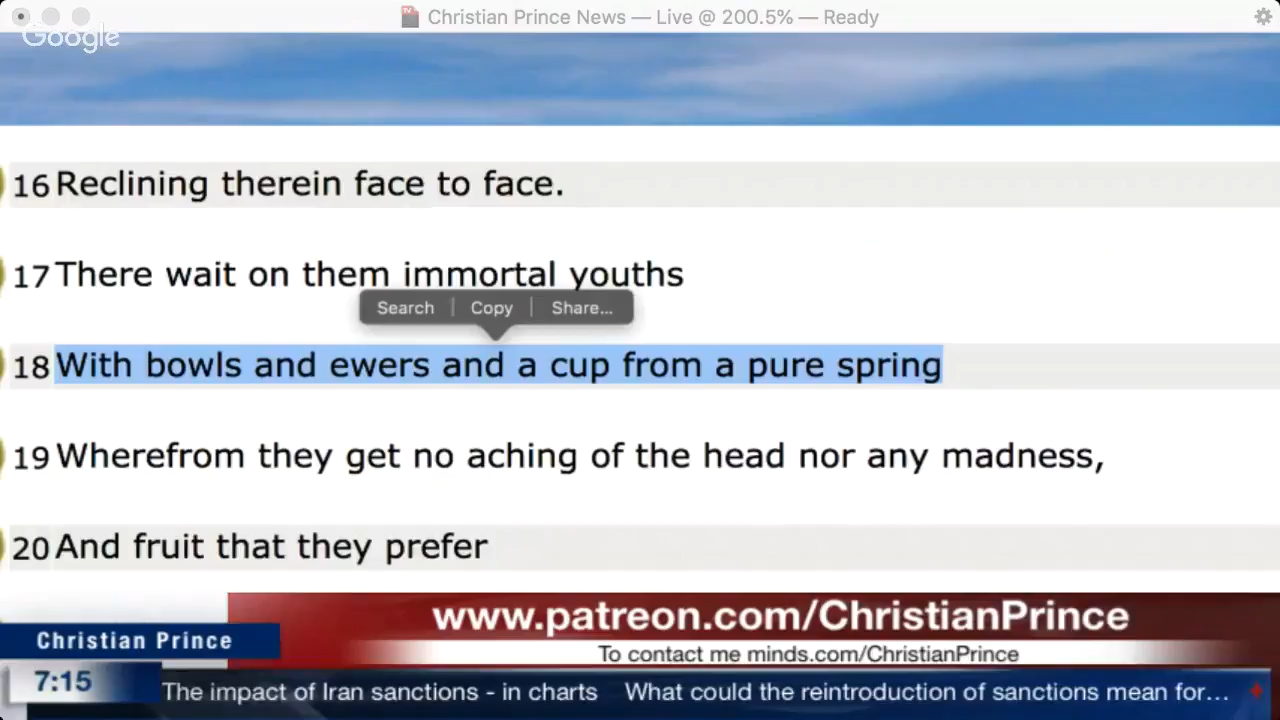 Christian Prince News — Live @ 200.5% — Ready
Google
16 Reclining therein face to face.
17 There wait on them immortal youths
Search Copy Share...
18 With bowls and ewers and a cup from a pure spring
19 Wherefrom they get no aching of the head nor any madness,
20 And fruit that they prefer
www.patreon.com/ChristianPrince
Christian Prince
To contact me minds.com/ChristianPrince
7:15
The impact of Iran sanctions - in charts What could the reintroduction of sanctions mean for...